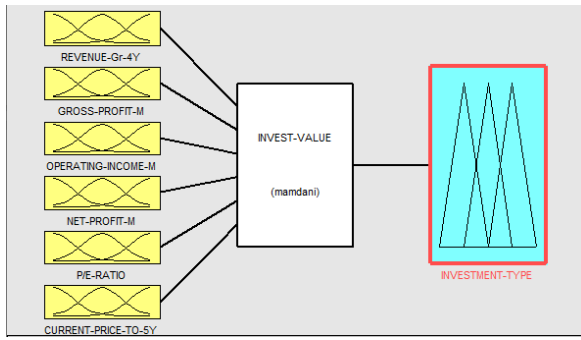 REVENUE-Gr-4Y
GROSS-PROFIT-M
OPERATING-INCOME-M
NET-PROFIT-M
P/E-RATIO
CURRENT-PRICE-TO-5Y
INVEST-VALUE
(mamdani)
INVESTMENT-TYPE